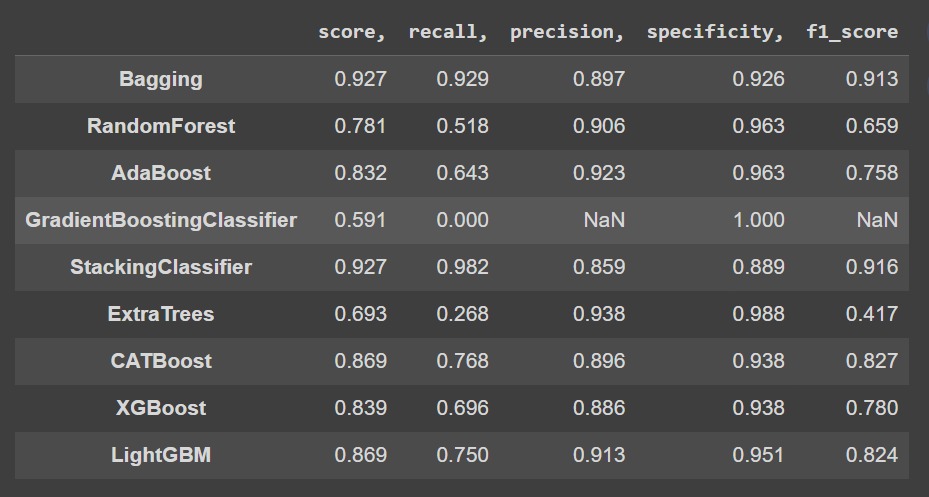 score, recall, precision, specificity, f1_score
Bagging 0.927 0.929 0.897 0.926 0.913
RandomForest 0.781 0.518 0.906 0.963 0.659
AdaBoost 0.832 0.643 0.923 0.963 0.758
GradientBoostingClassifier 0.591 0.000 NaN 1.000 NaN
StackingClassifier 0.927 0.982 0.859 0.889 0.916
ExtraTrees 0.693 0.268 0.938 0.988 0.417
CATBoost 0.869 0.768 0.896 0.938 0.827
XGBoost 0.839 0.696 0.886 0.938 0.780
LightGBM 0.869 0.750 0.913 0.951 0.824